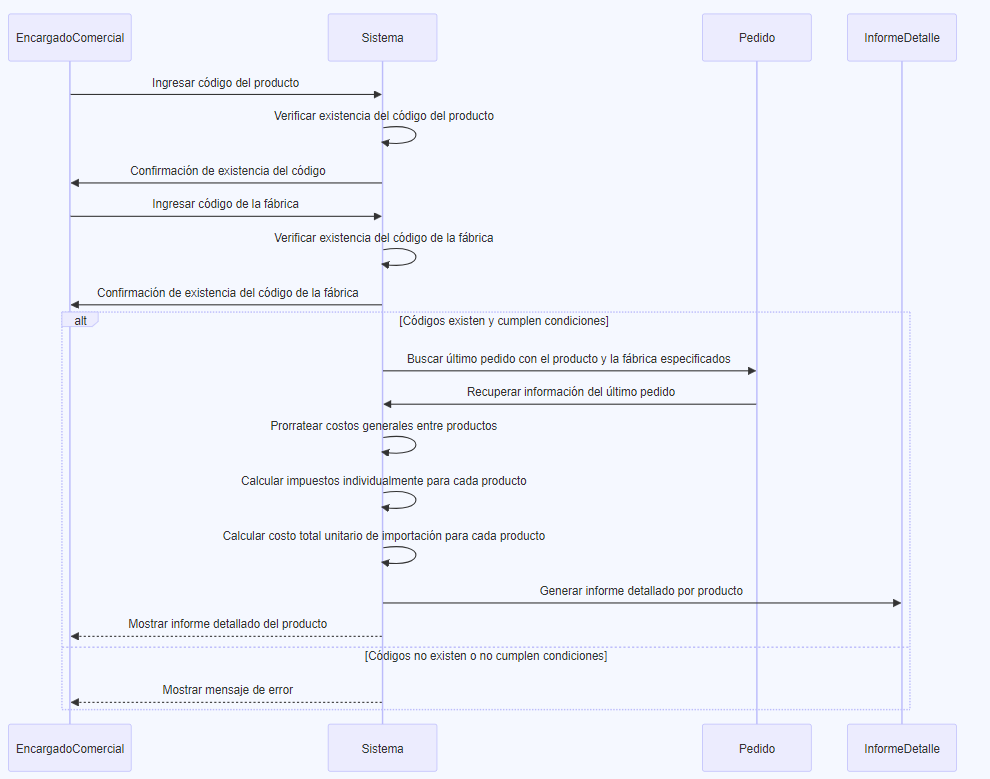 EncargadoComercial
Sistema
Pedido
InformeDetalle
Ingresar código del producto
Verificar existencia del código del producto
Confirmación de existencia del código
Ingresar código de la fábrica
Verificar existencia del código de la fábrica
Confirmación de existencia del código de la fábrica
alt
[Códigos existen y cumplen condiciones]
Buscar último pedido con el producto y la fábrica especificados
Recuperar información del último pedido
Prorratear costos generales entre productos
Calcular impuestos individualmente para cada producto
Calcular costo total unitario de importación para cada producto
Generar informe detallado por producto
Mostrar informe detallado del producto
[Códigos no existen o no cumplen condiciones]
Mostrar mensaje de error
EncargadoComercial
Sistema
Pedido
InformeDetalle